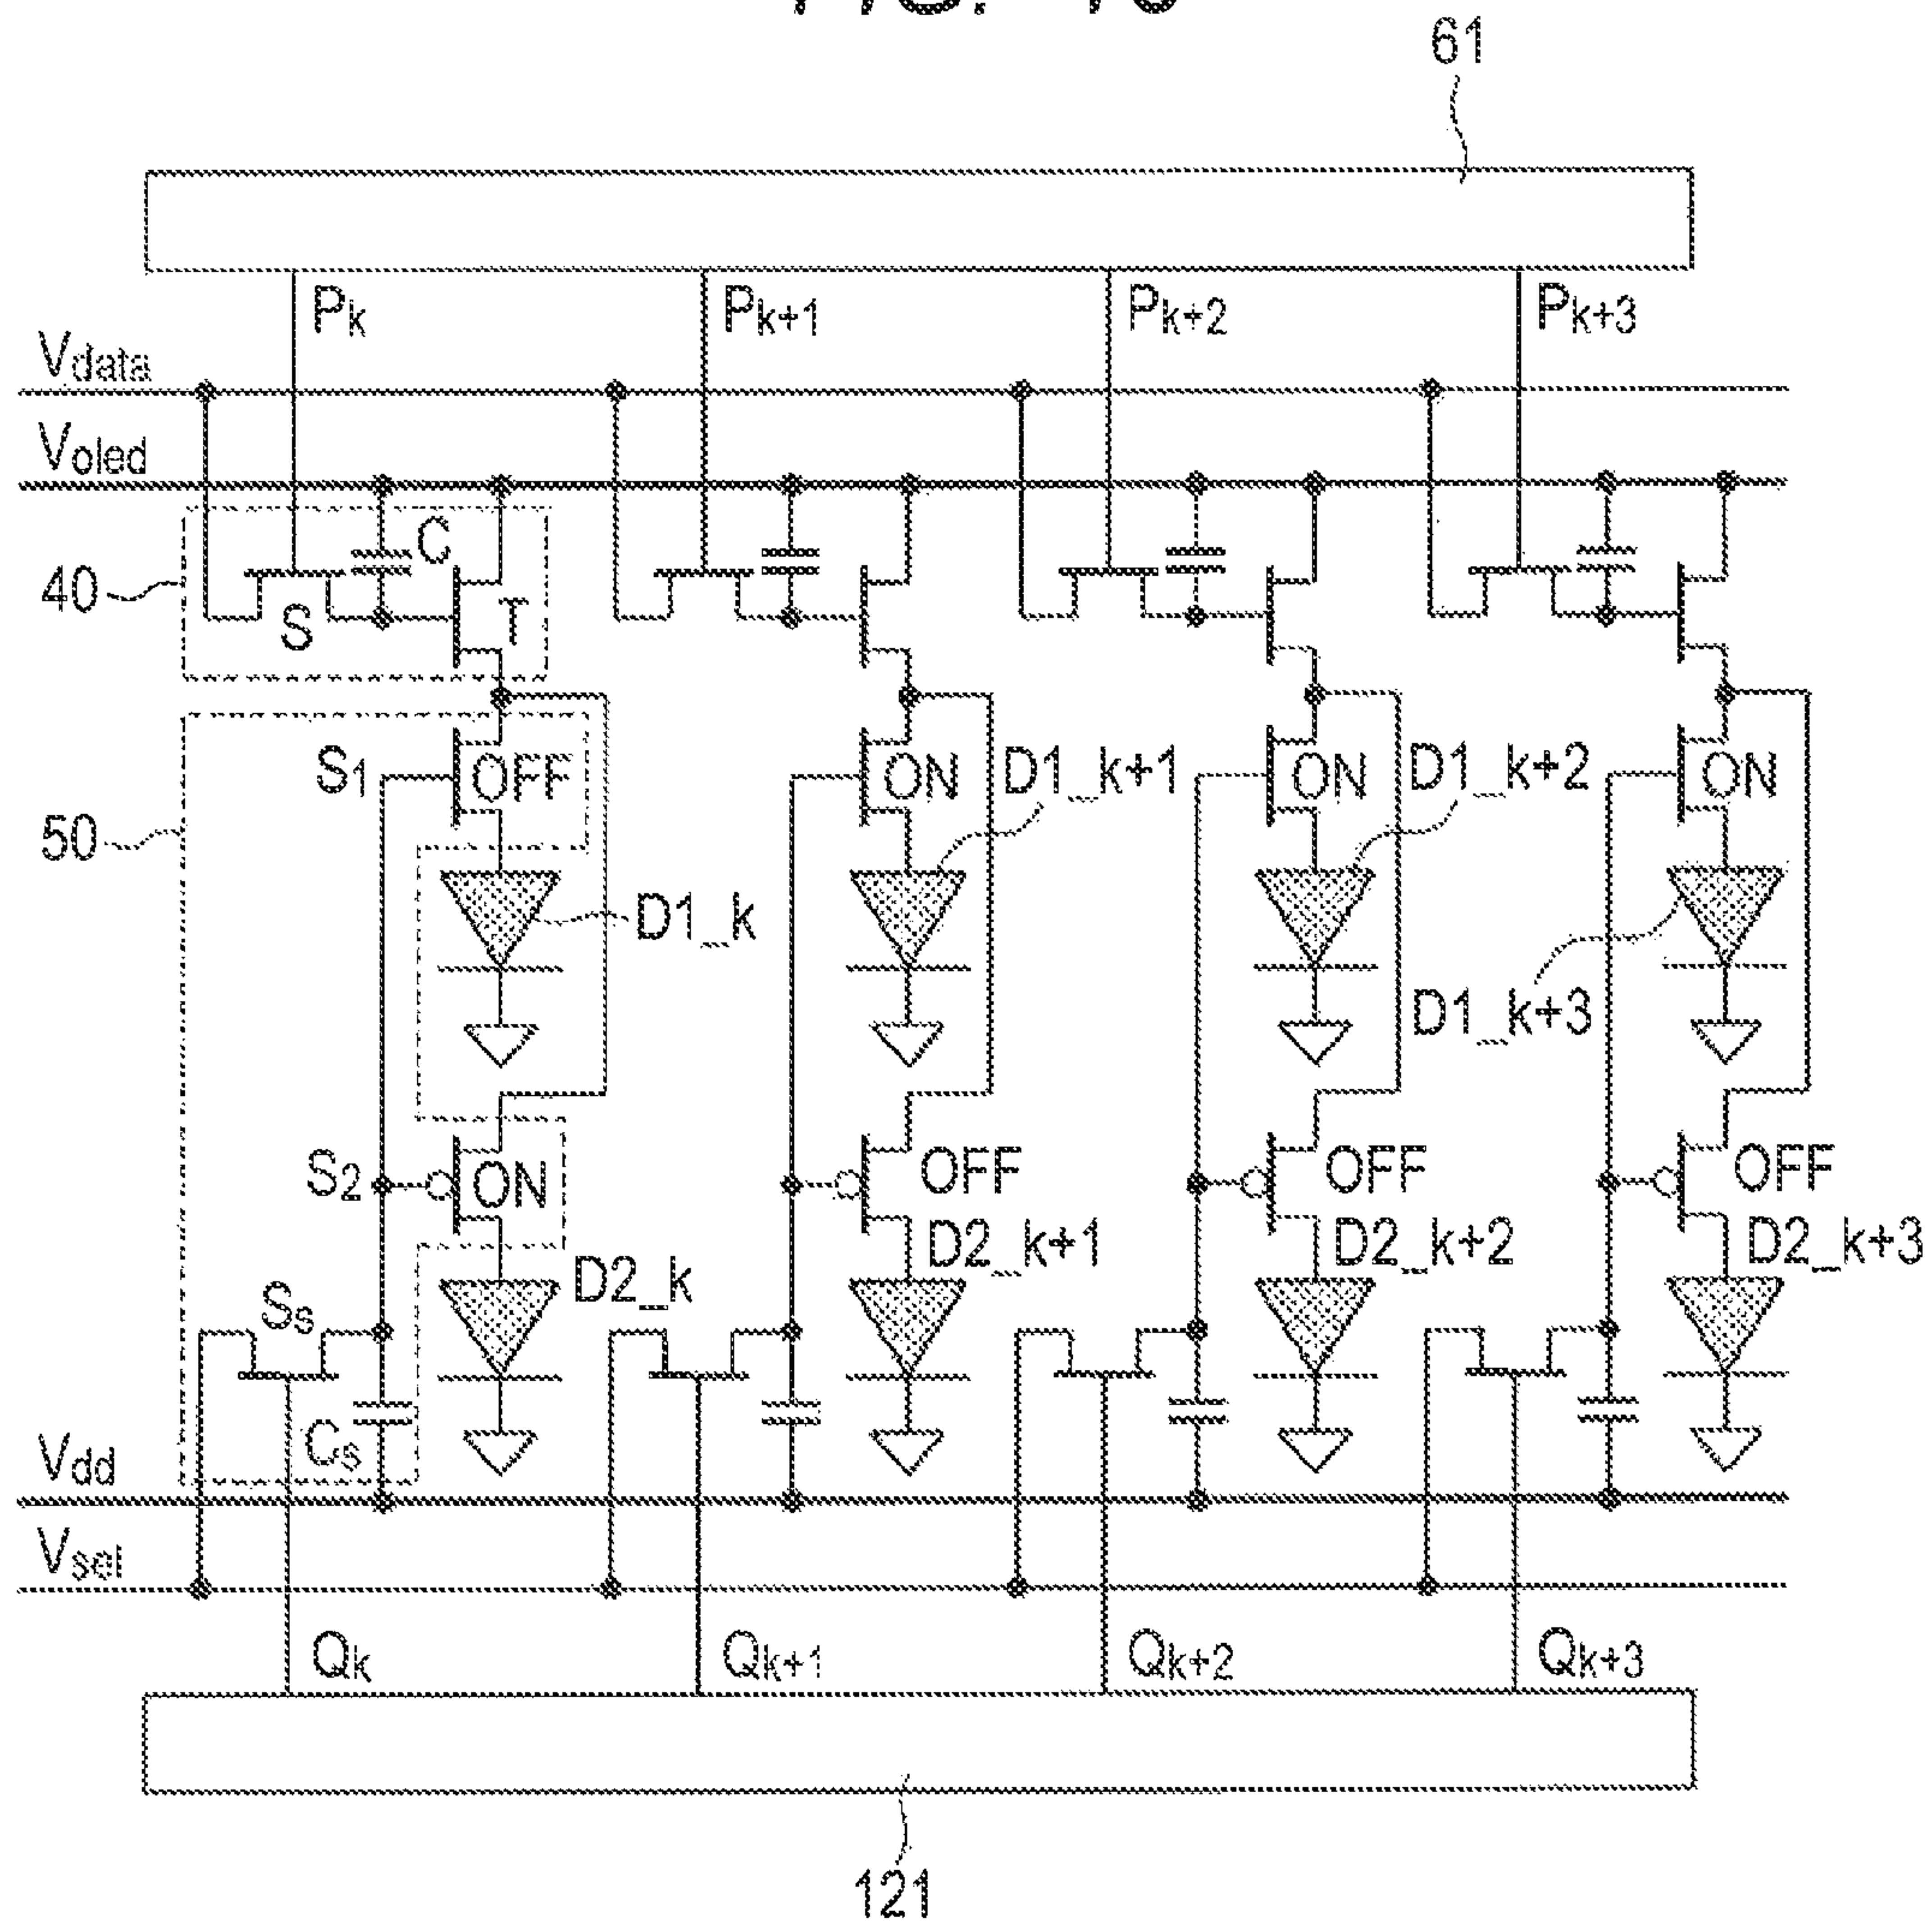 61
Pk
Pk+1
Pk+2
Pk+3
Vdata
Voled
C
40
S
T
S1
OFF
ON
D1_k+1
ON
D1_k+2
ON
50
D1_k
D1_k+3
S2
ON
OFF
OFF
OFF
D2_k
D2_k+1
D2_k+2
D2_k+3
Ss
Cs
Vdd
Vsel
Qk
Qk+1
Qk+2
Qk+3
121